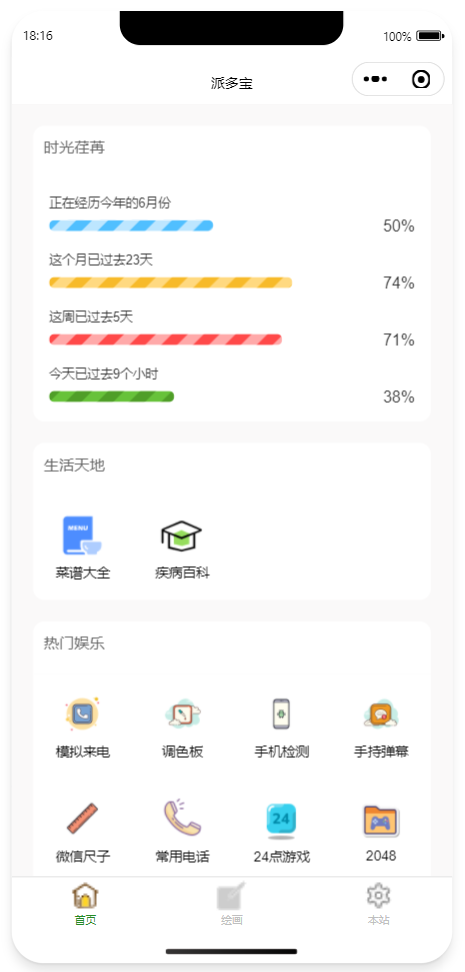 18:16
100%
派多宝
时光荏苒
正在经历今年的6月份
50%
这个月已过去23天
74%
这周已过去5天
71%
今天已过去9个小时
38%
生活天地
MENU
菜谱大全
疾病百科
热门娱乐
模拟来电
调色板
手机检测
手持弹幕
24
微信尺子
常用电话
24点游戏
2048
首页
绘画
本站